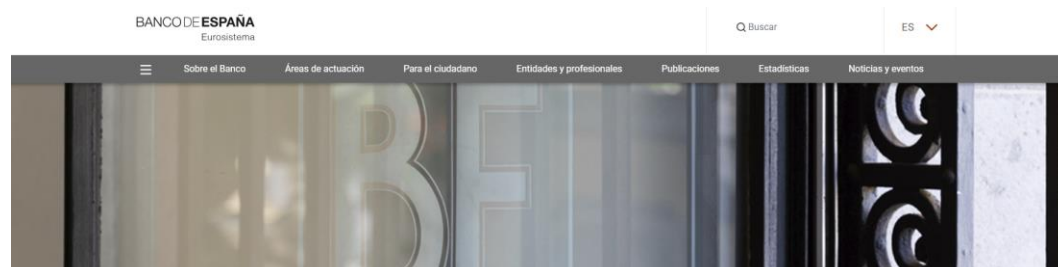 BANCO DE ESPAÑA
Eurosistema
Buscar
ES
Sobre el Banco
Áreas de actuación
Para el ciudadano
Entidades y profesionales
Publicaciones
Estadísticas
Noticias y eventos
BE